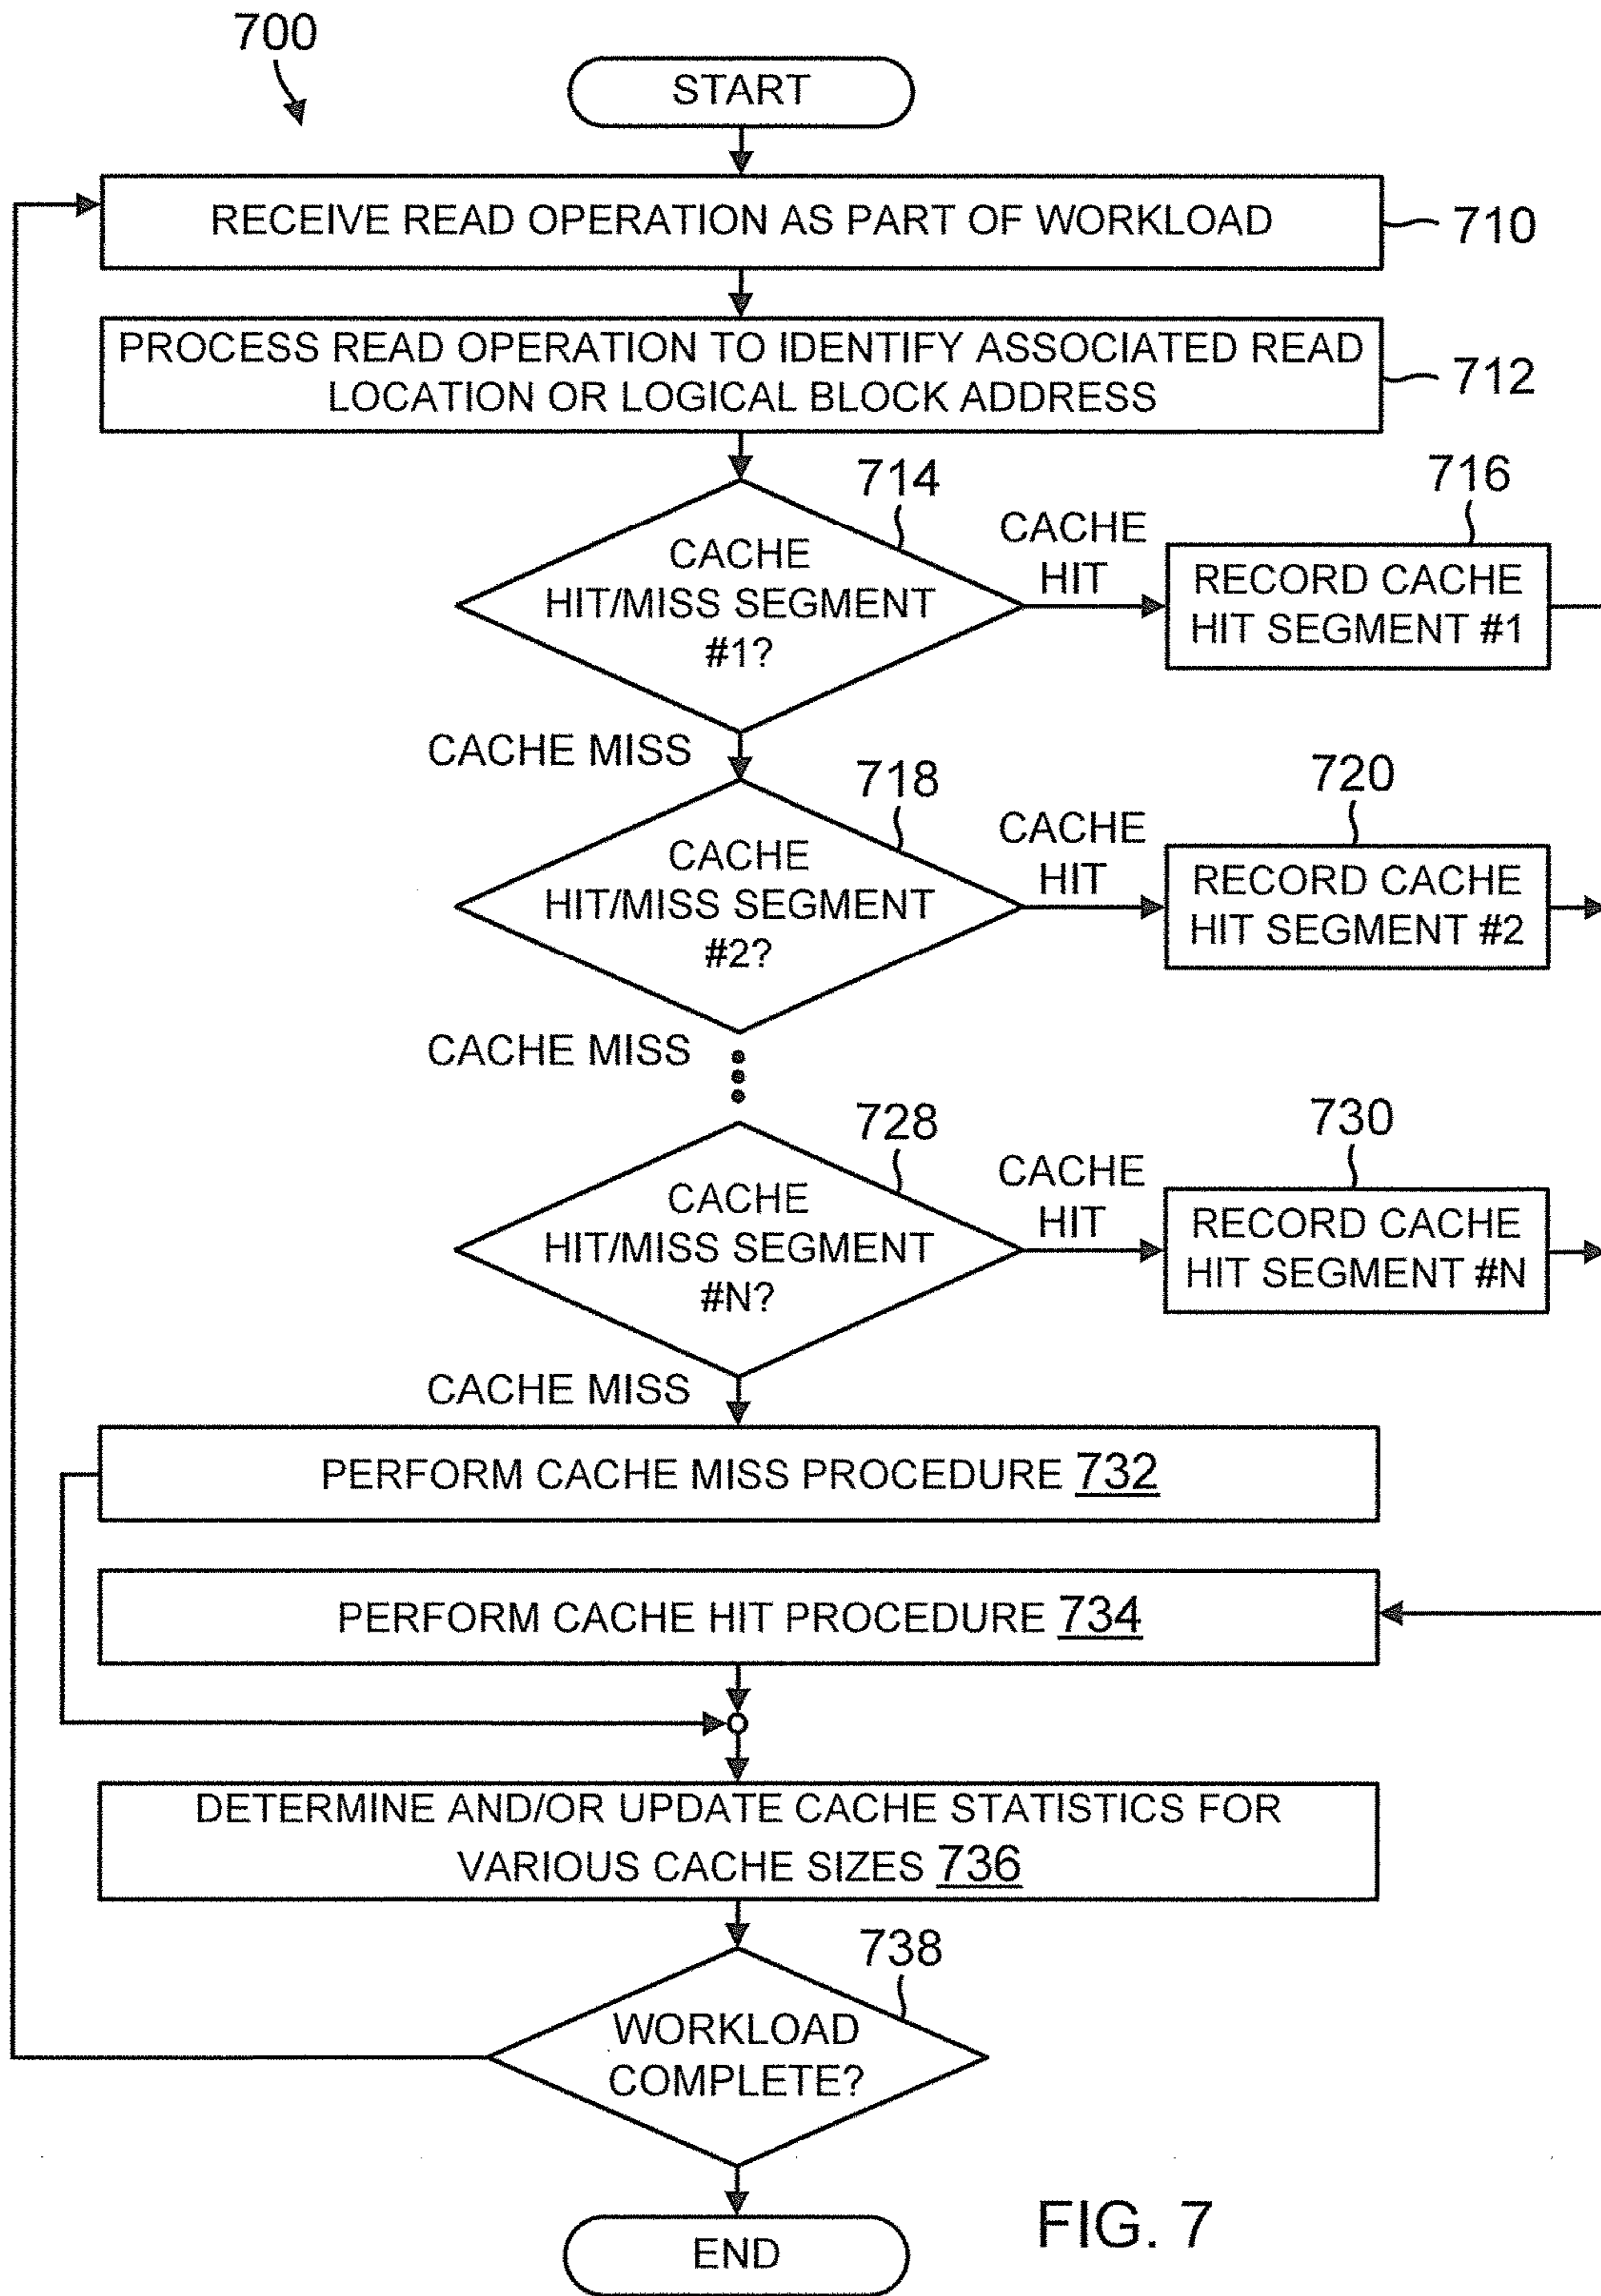 700
START
RECEIVE READ OPERATION AS PART OF WORKLOAD
710
PROCESS READ OPERATION TO IDENTIFY ASSOCIATED READ
LOCATION OR LOGICAL BLOCK ADDRESS
712
714
CACHE
HIT/MISS SEGMENT
#1?
CACHE
HIT
716
RECORD CACHE
HIT SEGMENT #1
CACHE MISS
718
CACHE
HIT/MISS SEGMENT
#2?
CACHE
HIT
720
RECORD CACHE
HIT SEGMENT #2
CACHE MISS
728
CACHE
HIT/MISS SEGMENT
#N?
CACHE
HIT
730
RECORD CACHE
HIT SEGMENT #N
CACHE MISS
PERFORM CACHE MISS PROCEDURE 732
PERFORM CACHE HIT PROCEDURE 734
DETERMINE AND/OR UPDATE CACHE STATISTICS FOR
VARIOUS CACHE SIZES 736
738
WORKLOAD
COMPLETE?
END
FIG. 7